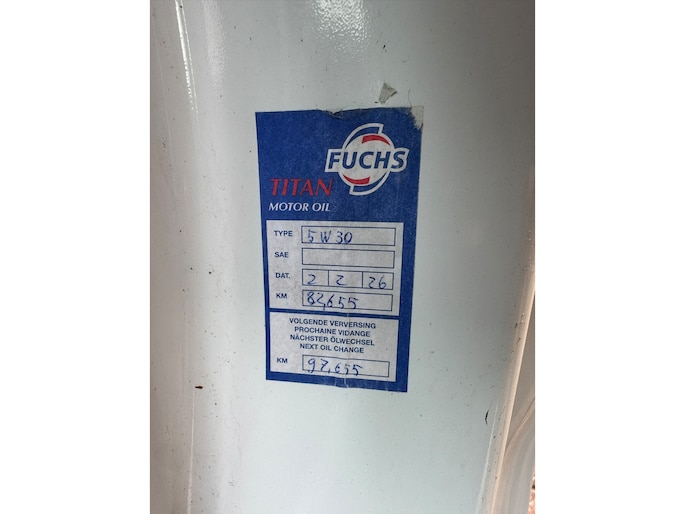 FUCHS
TITAN
MOTOR OIL
TYPE 5W30
SAE
DAT. 2 2 26
KM 82,655
VOLGENDE VERVERSING
PROCHAINE VIDANGE
NÄCHSTER ÖLWECHSEL
NEXT OIL CHANGE
KM 97,655